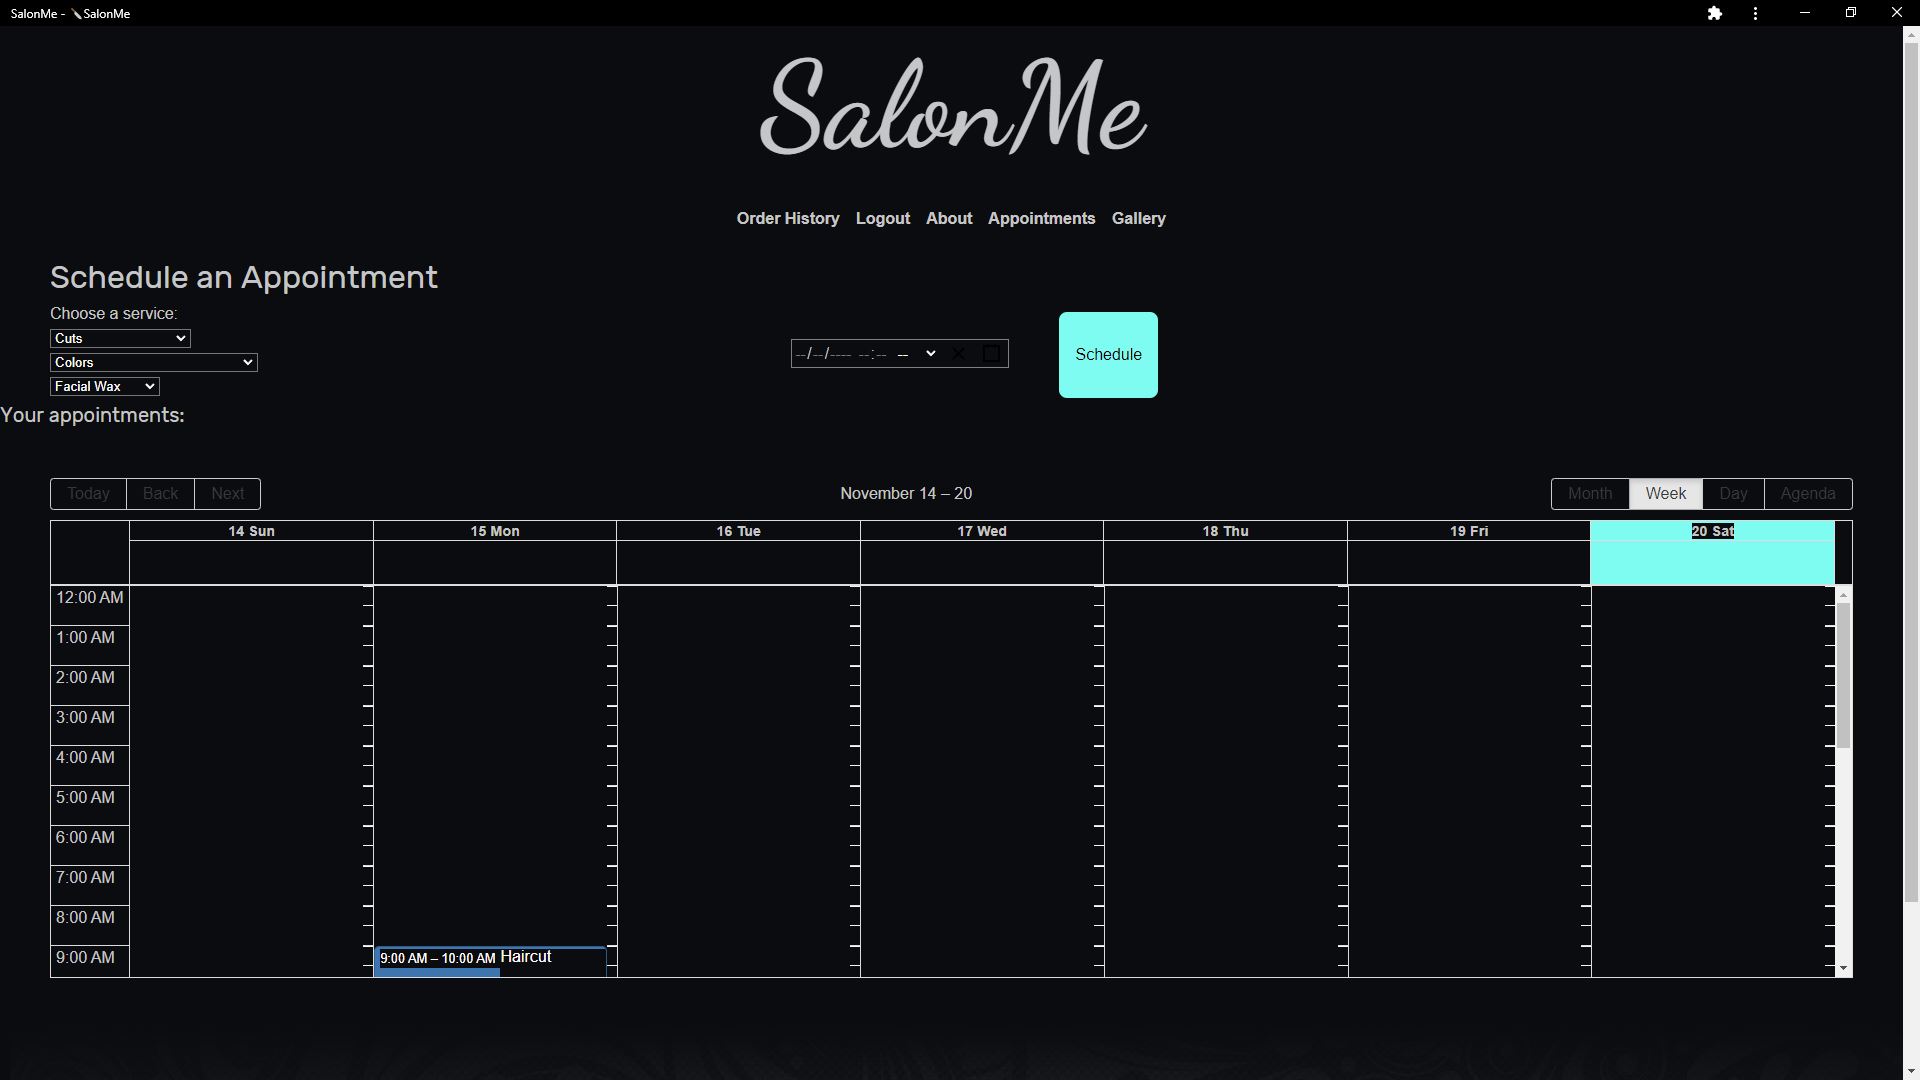 SalonMe - SalonMe
SalonMe
Order History Logout About Appointments Gallery
Schedule an Appointment
Choose a service:
Cuts
Colors
Facial Wax
--/--/---- --:-- --
Schedule
Your appointments:
Today Back Next
November 14 – 20
Month Week Day Agenda
14 Sun 15 Mon 16 Tue 17 Wed 18 Thu 19 Fri 20 Sat
12:00 AM
1:00 AM
2:00 AM
3:00 AM
4:00 AM
5:00 AM
6:00 AM
7:00 AM
8:00 AM
9:00 AM
9:00 AM – 10:00 AM Haircut